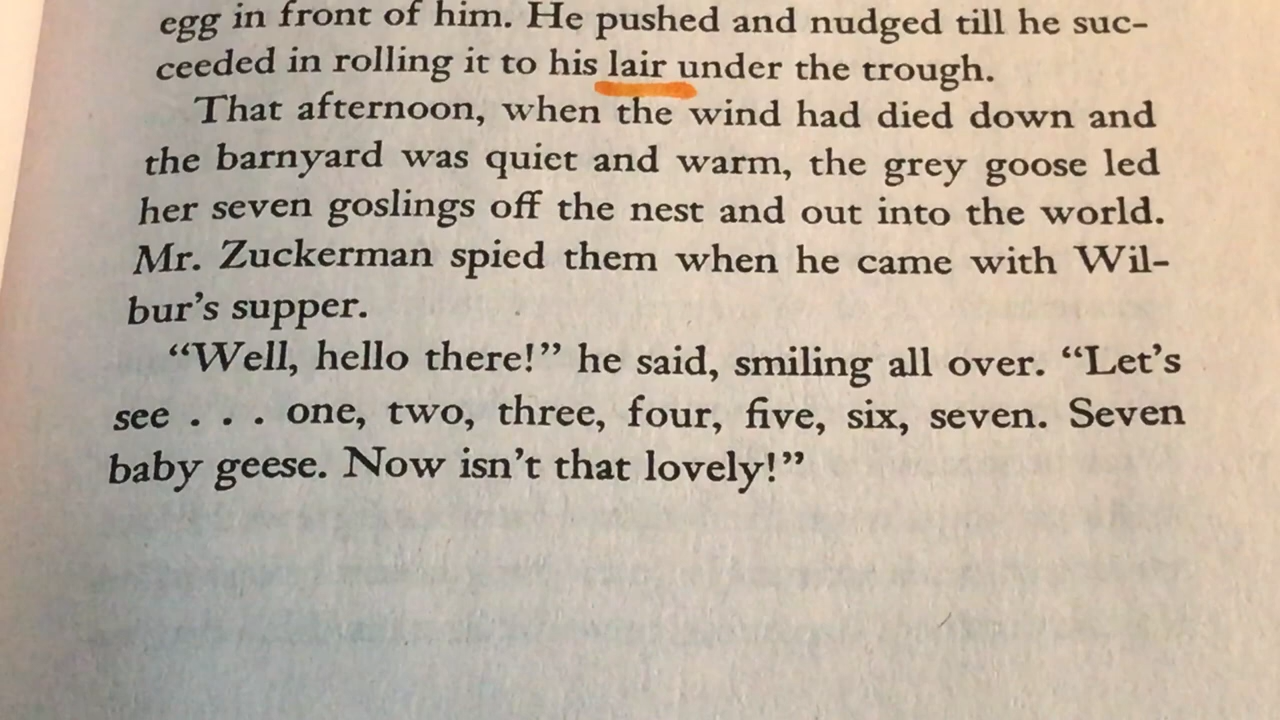 egg in front of him. He pushed and nudged till he suc-
ceeded in rolling it to his lair under the trough.
That afternoon, when the wind had died down and
the barnyard was quiet and warm, the grey goose led
her seven goslings off the nest and out into the world.
Mr. Zuckerman spied them when he came with Wil-
bur's supper.
“Well, hello there!” he said, smiling all over. “Let's
see . . . one, two, three, four, five, six, seven. Seven
baby geese. Now isn't that lovely!”